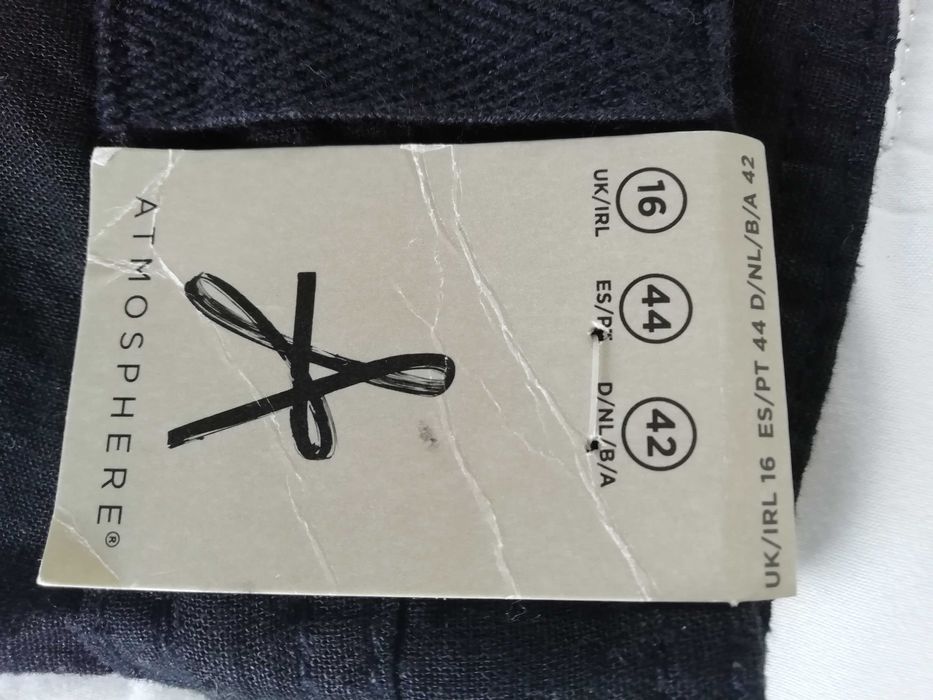 UK/IRL 16 ES/PT 44 D/NL/B/A 42
16 44 42
UK/IRL ES/PT D/NL/B/A
ATMOSPHERE®